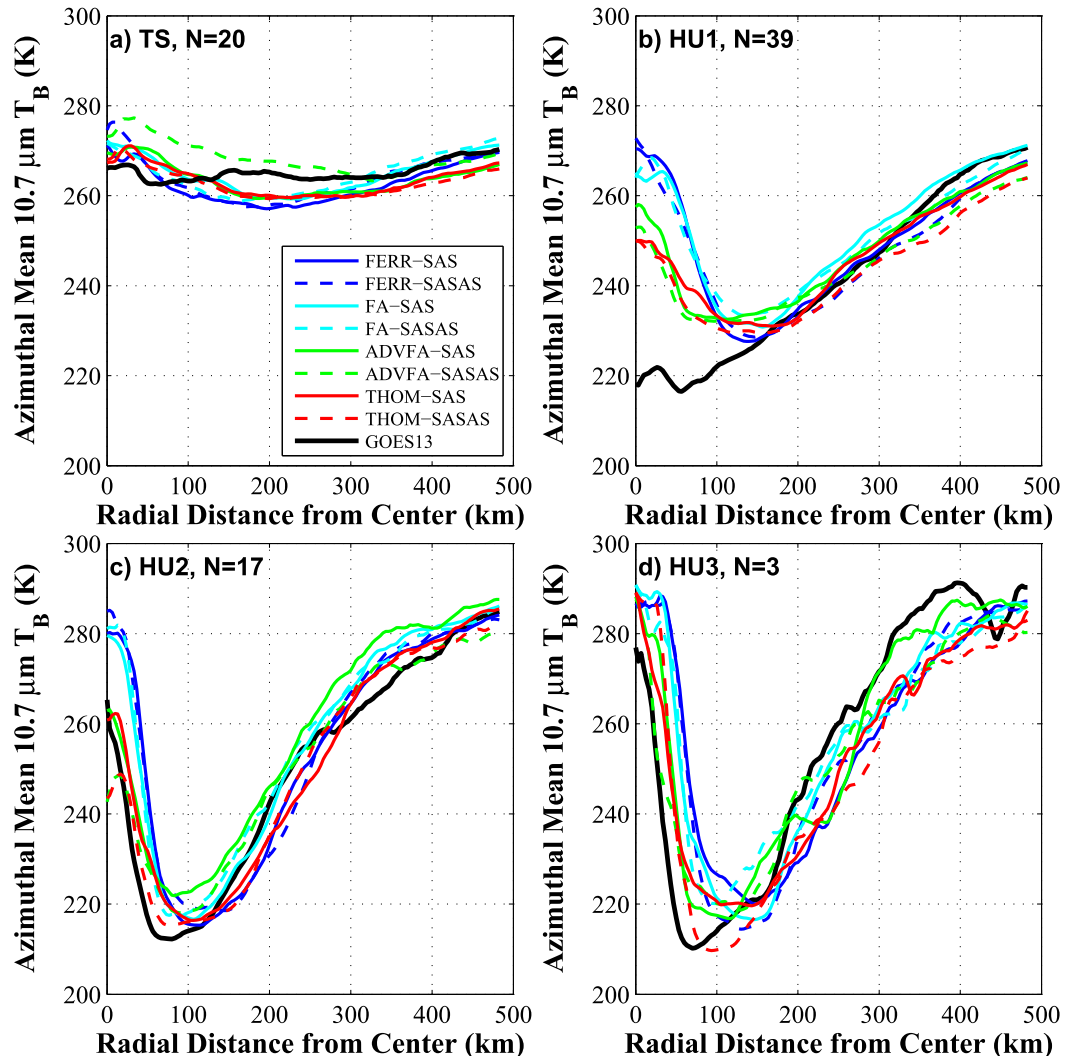 a) TS, N=20
Azimuthal Mean 10.7 μm T_B (K)
300
280
260
240
220
200
0
100
200
300
400
500
Radial Distance from Center (km)
FERR−SAS
FERR−SASAS
FA−SAS
FA−SASAS
ADVFA−SAS
ADVFA−SASAS
THOM−SAS
THOM−SASAS
GOES13
b) HU1, N=39
Azimuthal Mean 10.7 μm T_B (K)
300
280
260
240
220
200
0
100
200
300
400
500
Radial Distance from Center (km)
c) HU2, N=17
Azimuthal Mean 10.7 μm T_B (K)
300
280
260
240
220
200
0
100
200
300
400
500
Radial Distance from Center (km)
d) HU3, N=3
Azimuthal Mean 10.7 μm T_B (K)
300
280
260
240
220
200
0
100
200
300
400
500
Radial Distance from Center (km)